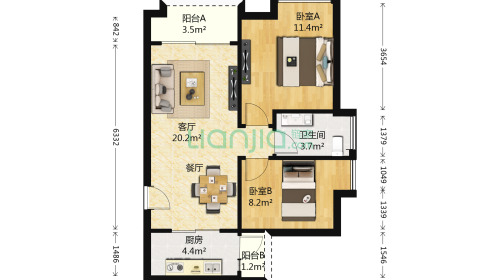 阳台A
3.5m²
卧室A
11.4m²
842
3654
客厅
20.2m²
lianjia
卫生间
3.7m²
6332
1379
餐厅
卧室B
8.2m²
1049
1339
厨房
4.4m²
阳台B
1.2m²
1486
1546